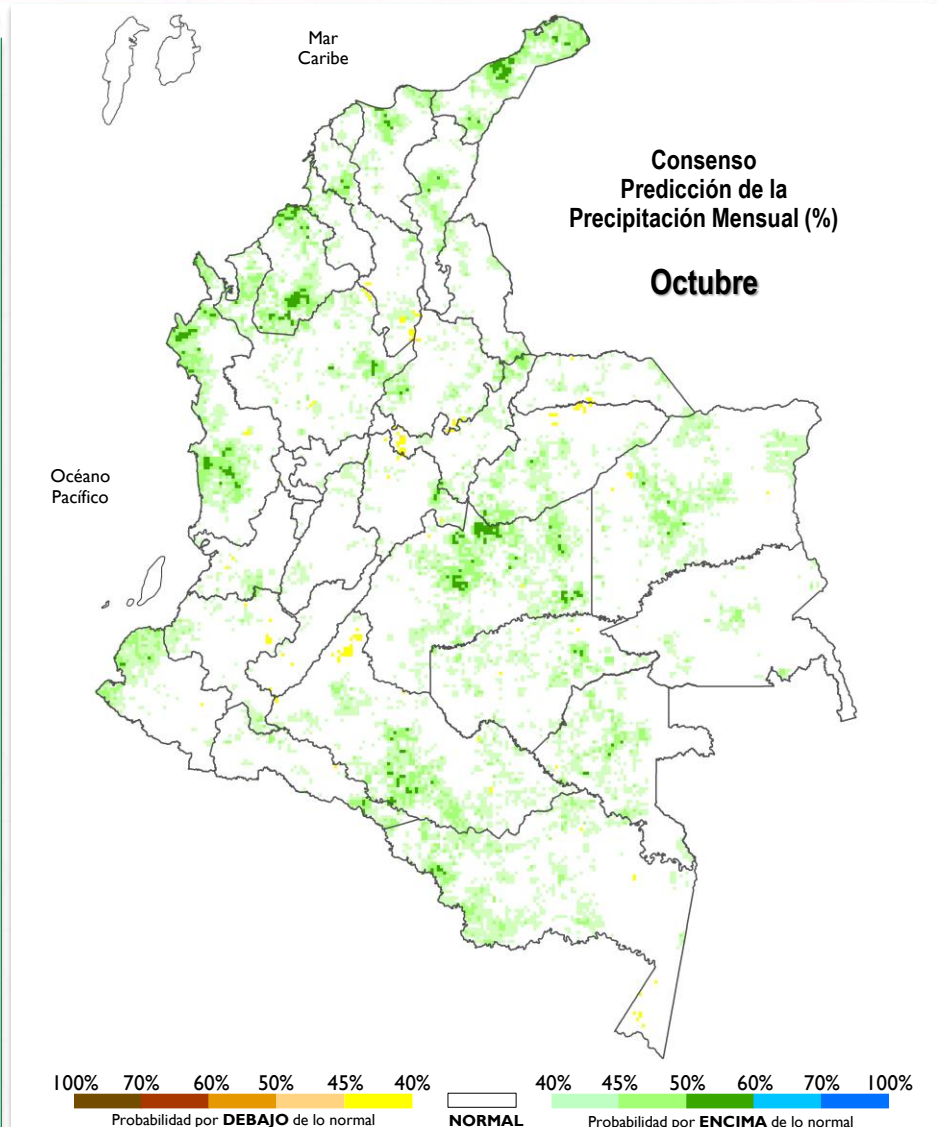 Mar
Caribe
Consenso
Predicción de la
Precipitación Mensual (%)
Octubre
Océano
Pacífico
100% 70% 60% 50% 45% 40% 40% 45% 50% 60% 70% 100%
Probabilidad por DEBAJO de lo normal NORMAL Probabilidad por ENCIMA de lo normal